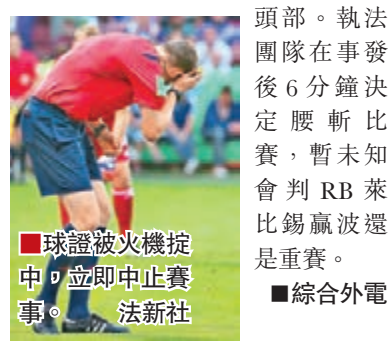 頭部。執法
團隊在事發
後6分鐘決
定腰斬比
賽，暫未知
會判RB萊
比錫贏波還
是重賽。
■綜合外電
■球證被火機掟
中，立即中止賽
事。 法新社